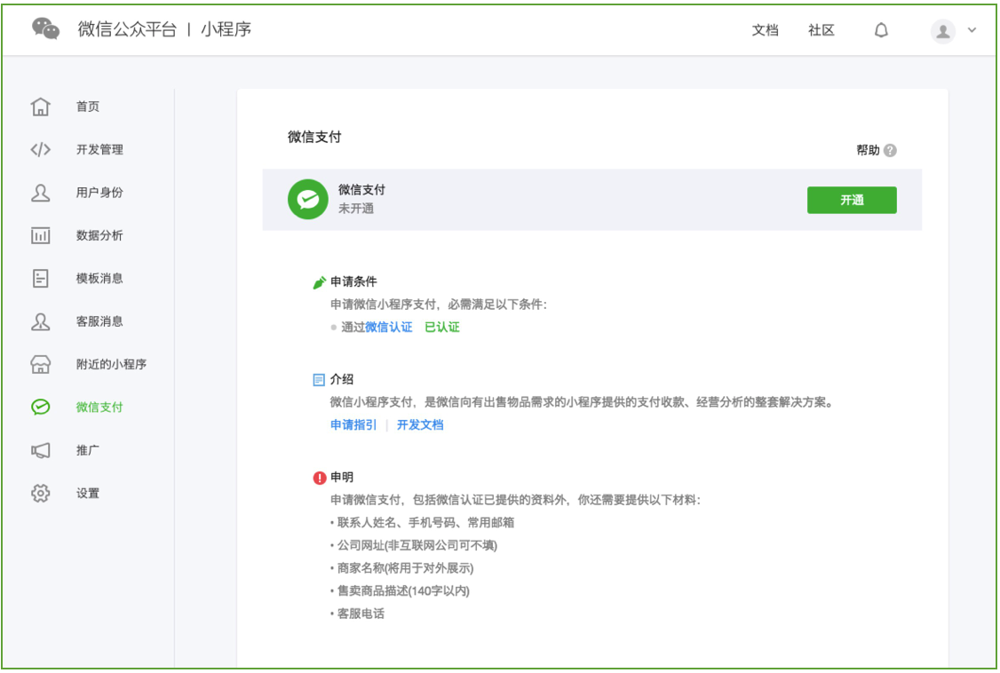 微信公众平台 | 小程序
文档 社区
首页
开发管理
用户身份
数据分析
模板消息
客服消息
附近的小程序
微信支付
推广
设置
微信支付
帮助 ?
微信支付
未开通
开通
申请条件
申请微信小程序支付，必需满足以下条件：
通过微信认证 已认证
介绍
微信小程序支付，是微信向有出售物品需求的小程序提供的支付收款、经营分析的整套解决方案。
申请指引 | 开发文档
申明
申请微信支付，包括微信认证已提供的资料外，你还需要提供以下材料：
• 联系人姓名、手机号码、常用邮箱
• 公司网址(非互联网公司可不填)
• 商家名称(将用于对外展示)
• 售卖商品描述(140字以内)
• 客服电话